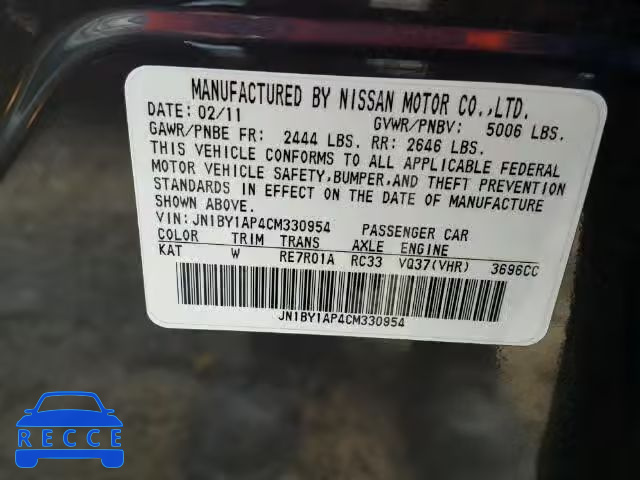 MANUFACTURED BY NISSAN MOTOR CO.,LTD.
DATE: 02/11 GVWR/PNBV: 5006 LBS.
GAWR/PNBE FR: 2444 LBS. RR: 2646 LBS.
THIS VEHICLE CONFORMS TO ALL APPLICABLE FEDERAL
MOTOR VEHICLE SAFETY,BUMPER,AND THEFT PREVENTION
STANDARDS IN EFFECT ON THE DATE OF MANUFACTURE
SHOWN ABOVE.
VIN: JN1BY1AP4CM330954 PASSENGER CAR
COLOR TRIM TRANS AXLE ENGINE
KAT W RE7R01A RC33 VQ37(VHR) 3696CC
JN1BY1AP4CM330954
RECCE